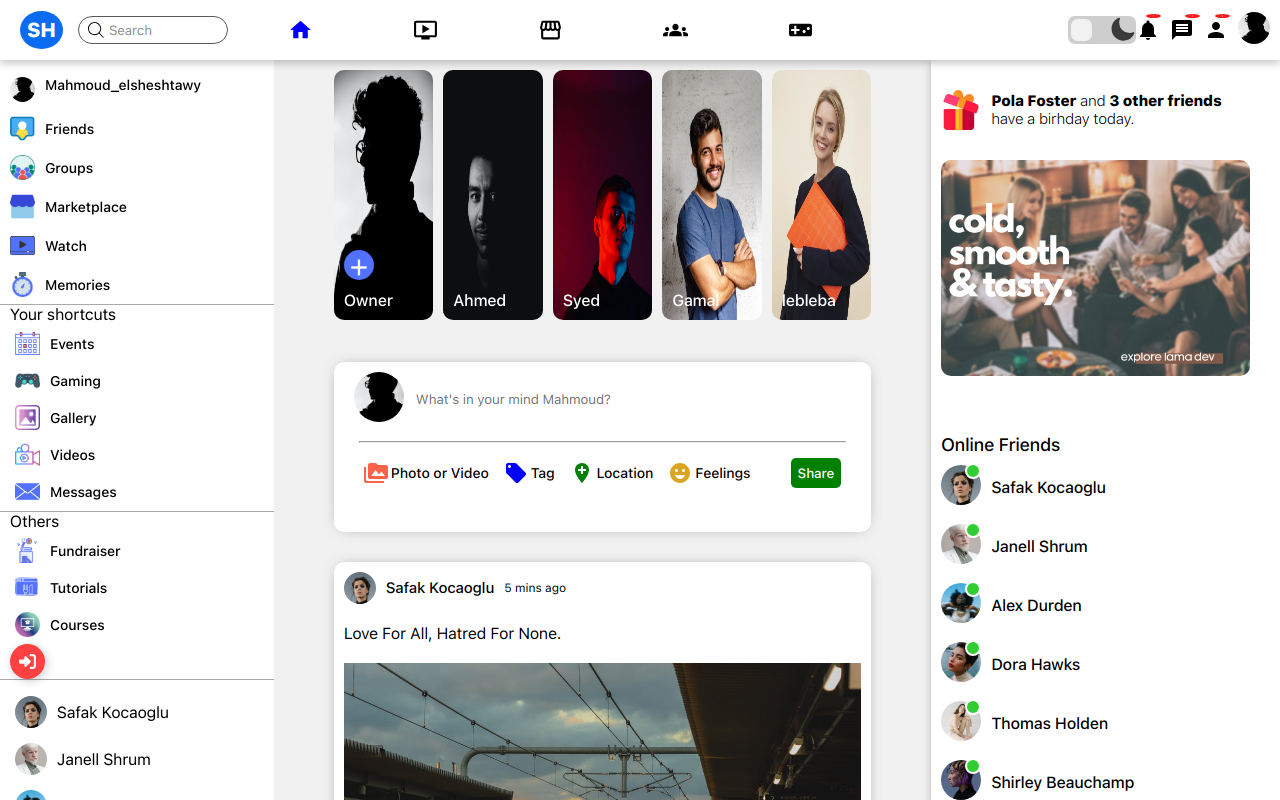 SH
Search
Mahmoud_elsheshtawy
Friends
Groups
Marketplace
Watch
Memories
Your shortcuts
Events
Gaming
Gallery
Videos
Messages
Others
Fundraiser
Tutorials
Courses
Safak Kocaoglu
Janell Shrum
Owner
Ahmed
Syed
Gamal
lebleba
What's in your mind Mahmoud?
Photo or Video
Tag
Location
Feelings
Share
Safak Kocaoglu 5 mins ago
Love For All, Hatred For None.
Pola Foster and 3 other friends
have a birhday today.
cold,
smooth
& tasty.
explore lama dev
Online Friends
Safak Kocaoglu
Janell Shrum
Alex Durden
Dora Hawks
Thomas Holden
Shirley Beauchamp